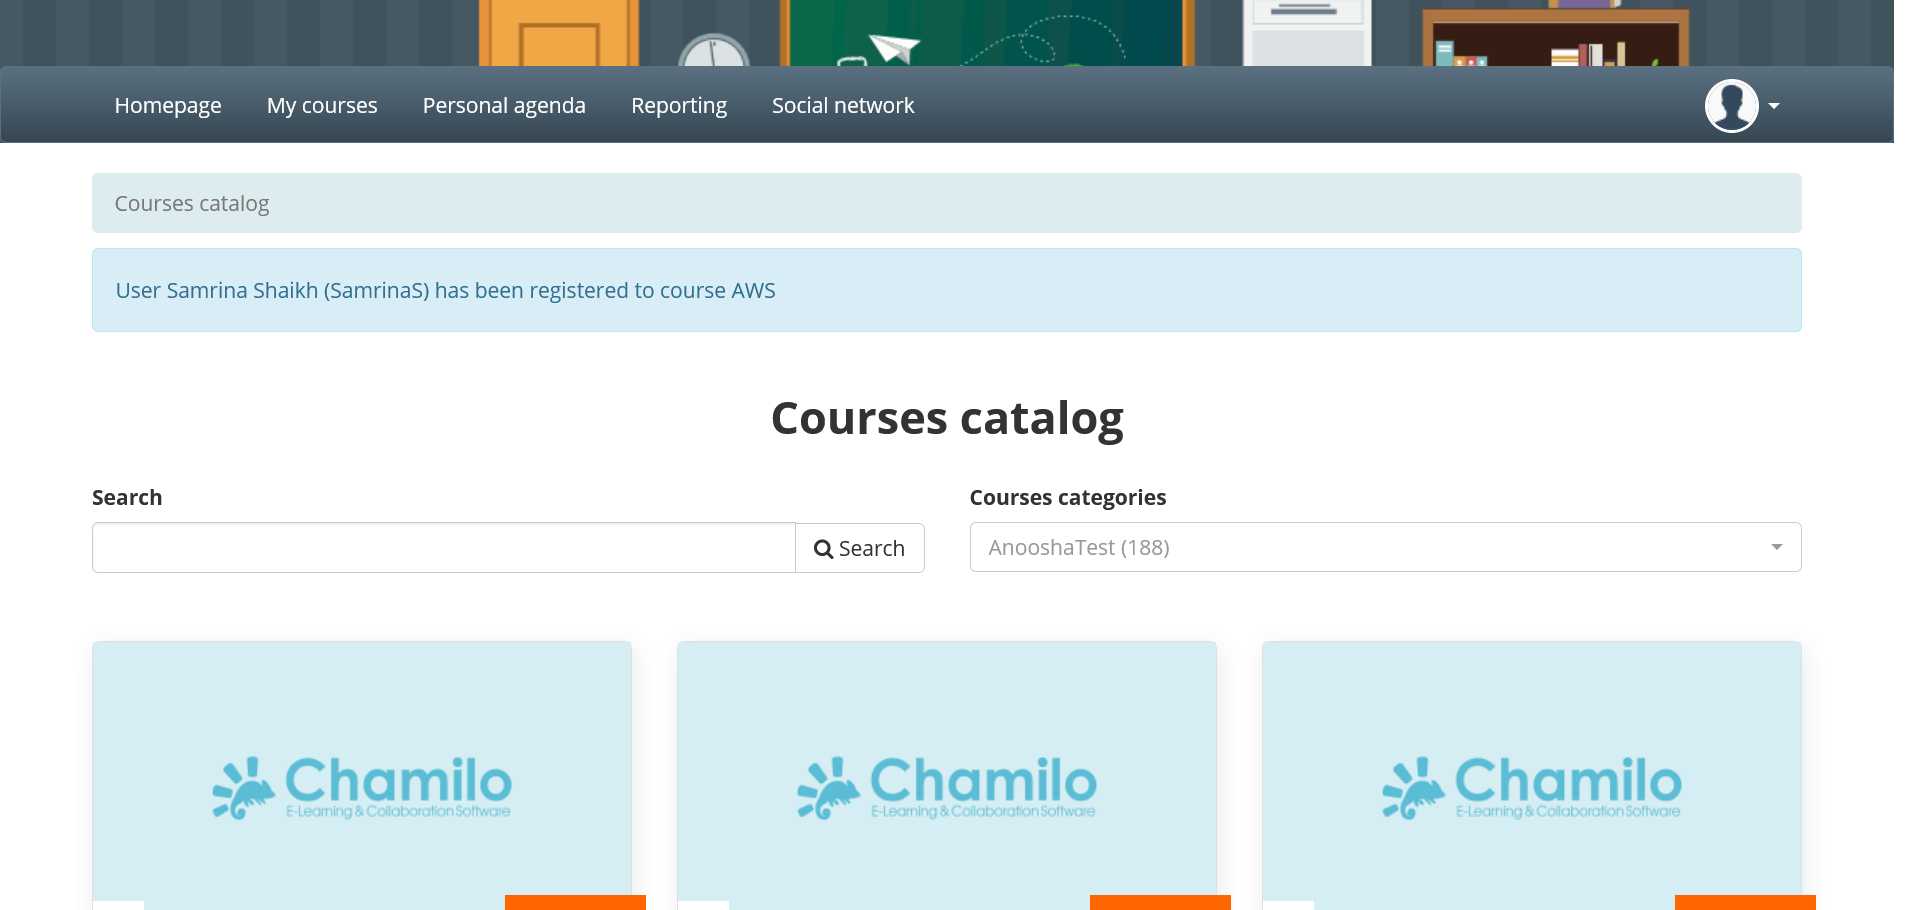 Homepage My courses Personal agenda Reporting Social network
Courses catalog
User Samrina Shaikh (SamrinaS) has been registered to course AWS
Courses catalog
Search Courses categories
Search AnooshaTest (188)
Chamilo Chamilo Chamilo
E-Learning & Collaboration Software E-Learning & Collaboration Software E-Learning & Collaboration Software